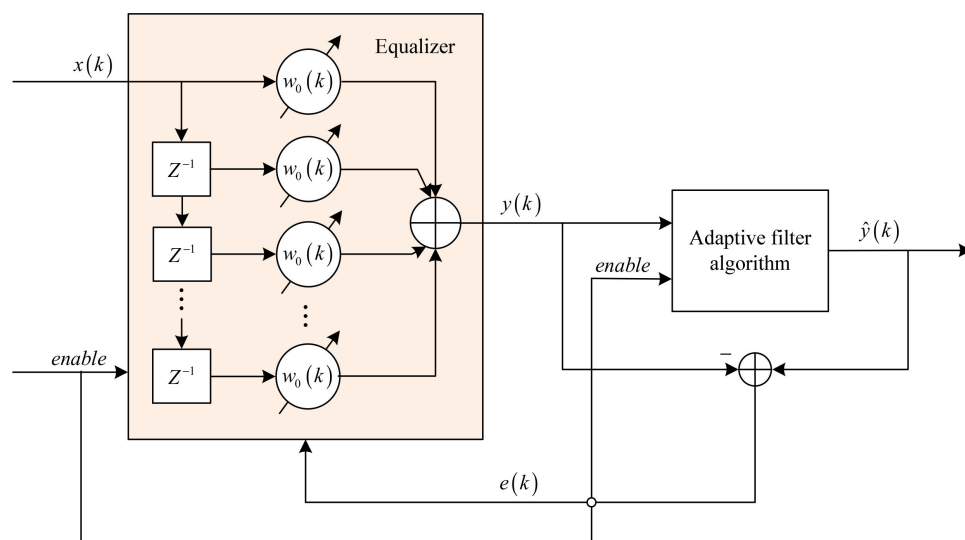 Equalizer
x(k)
w₀(k)
Z⁻¹
w₀(k)
Z⁻¹
w₀(k)
Z⁻¹
w₀(k)
enable
y(k)
enable
Adaptive filter
algorithm
ŷ(k)
−
e(k)